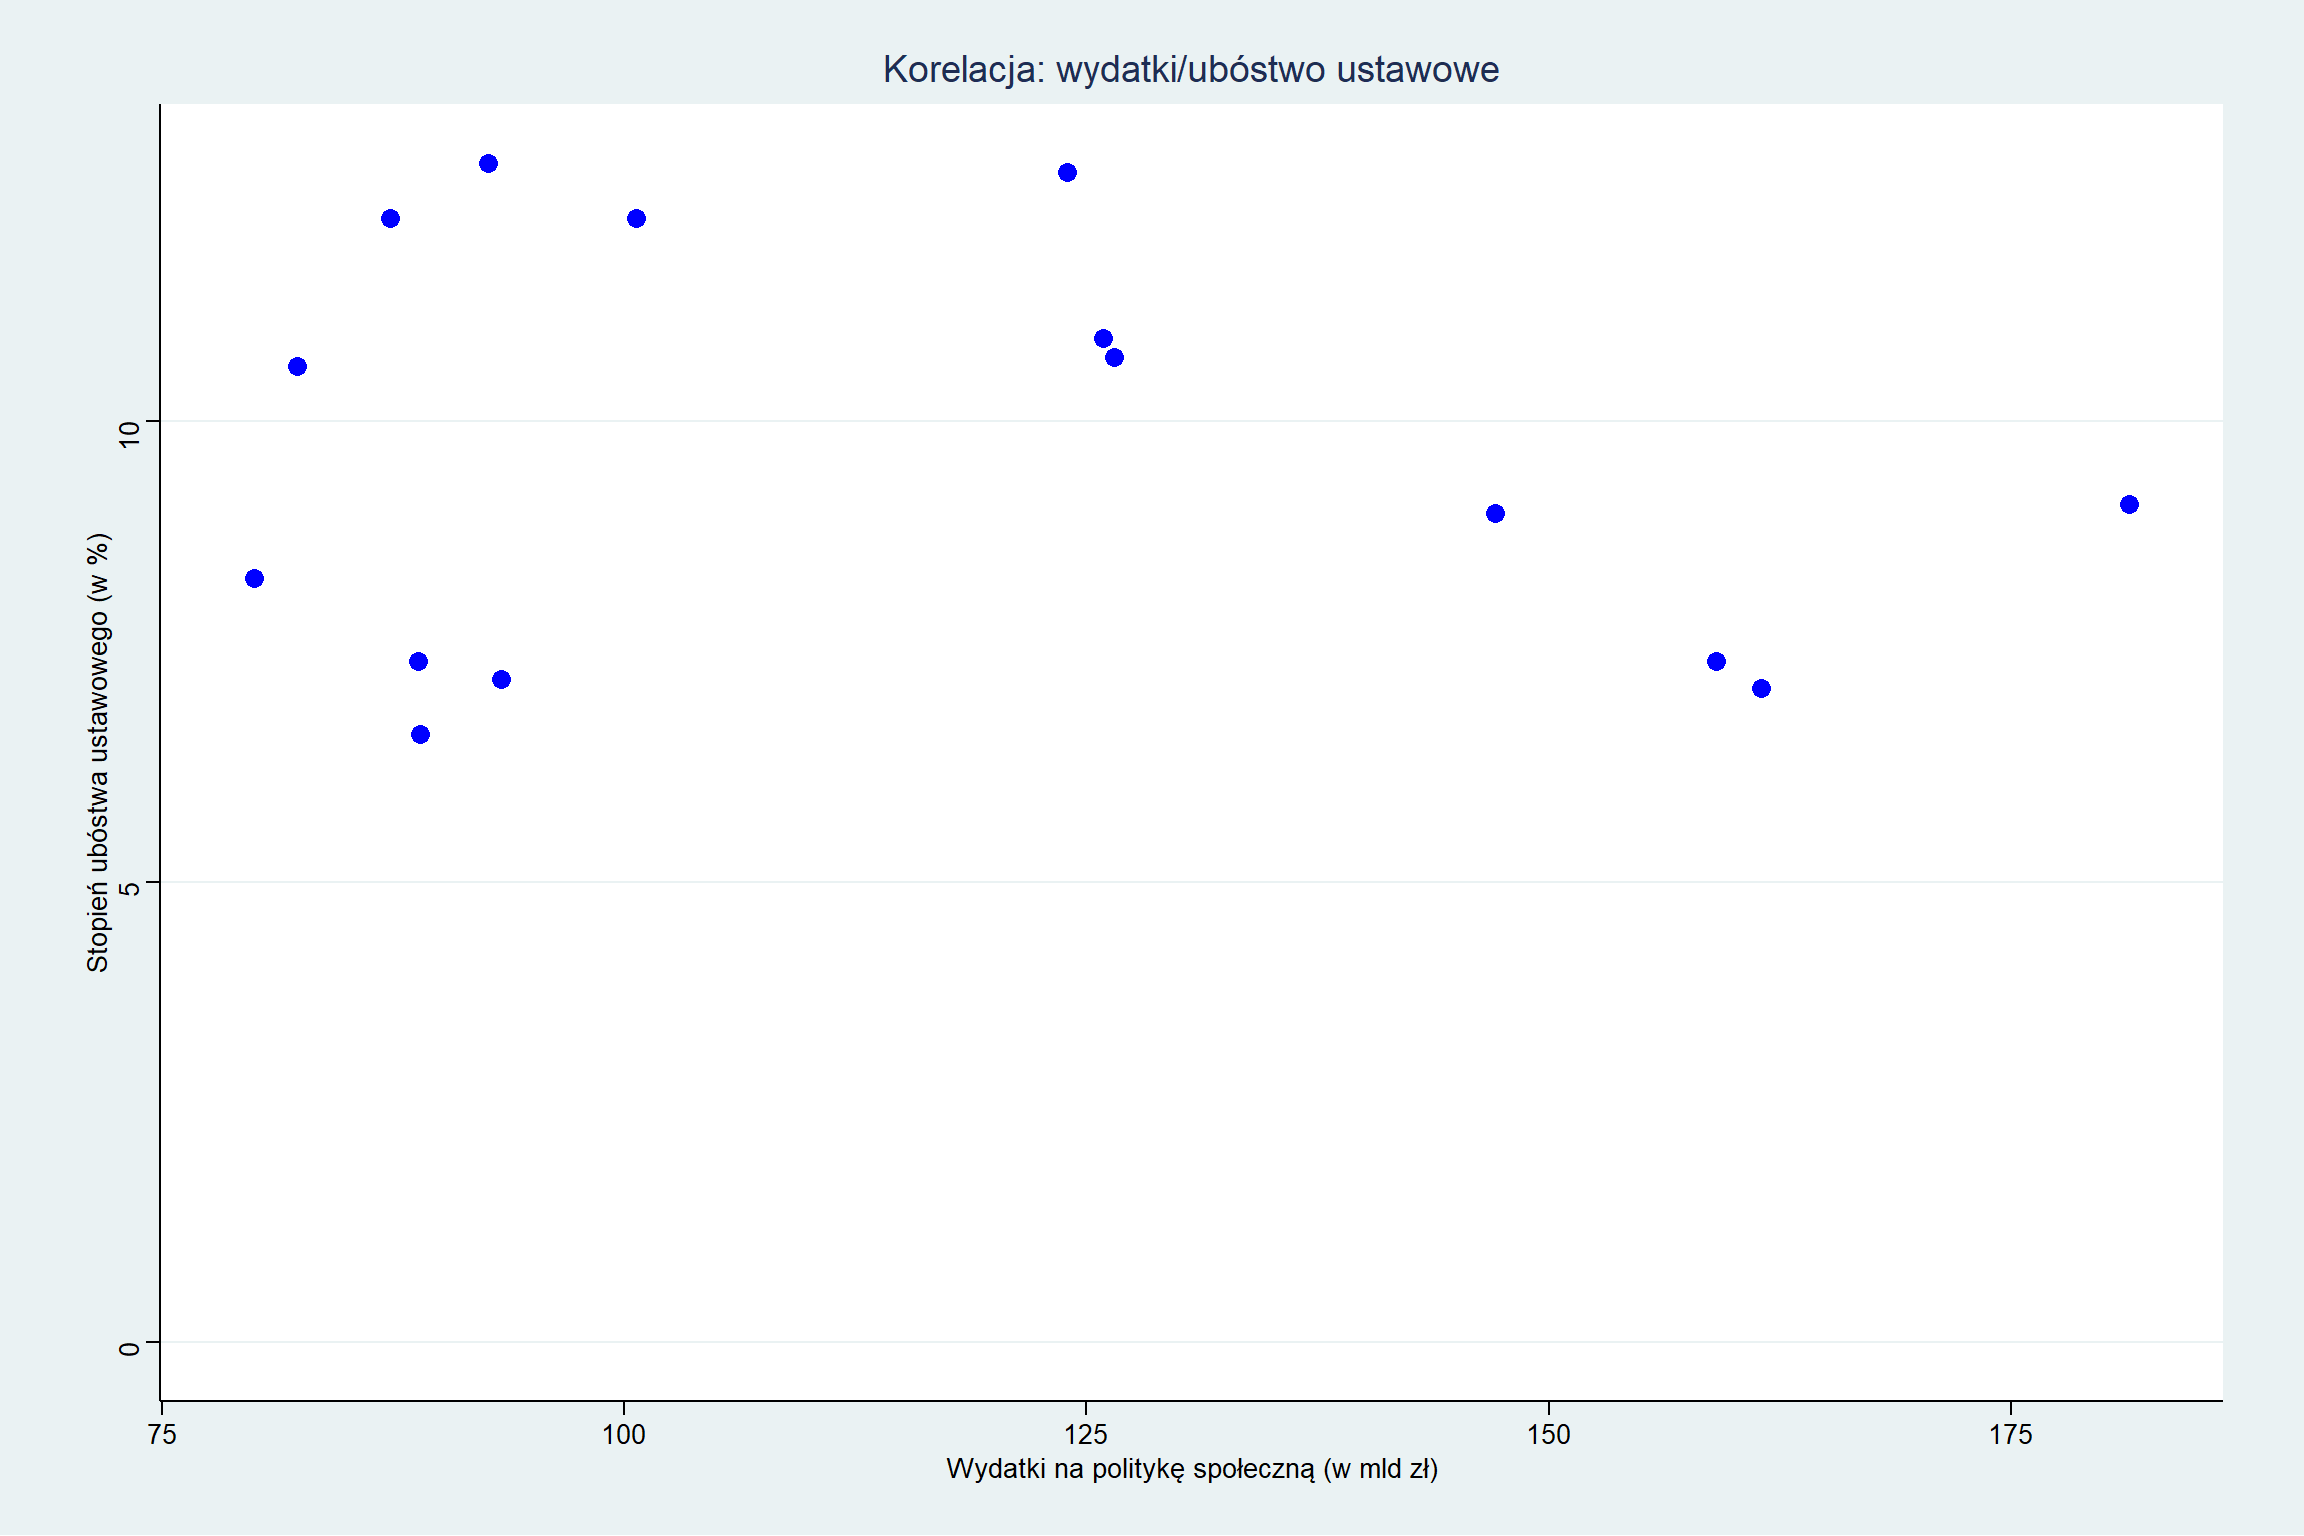 Korelacja: wydatki/ubóstwo ustawowe
Stopień ubóstwa ustawowego (w %)
10
5
0
75 100 125 150 175
Wydatki na politykę społeczną (w mld zł)